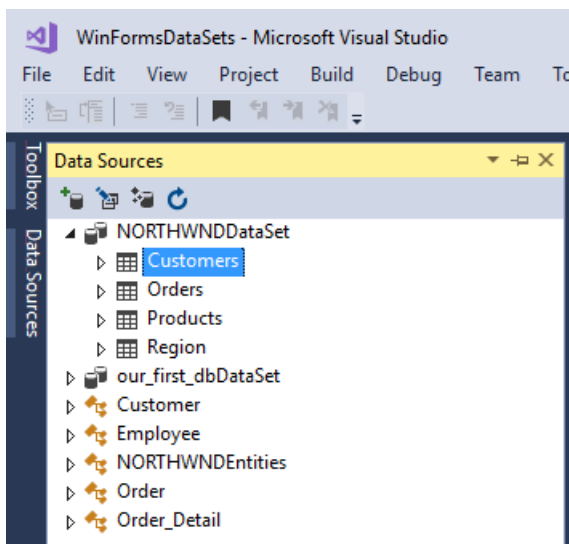 WinFormsDataSets - Microsoft Visual Studio
File Edit View Project Build Debug Team To
Toolbox
Data Sources
Data Sources
NORTHWNDDataSet
Customers
Orders
Products
Region
our_first_dbDataSet
Customer
Employee
NORTHWNDEntities
Order
Order_Detail